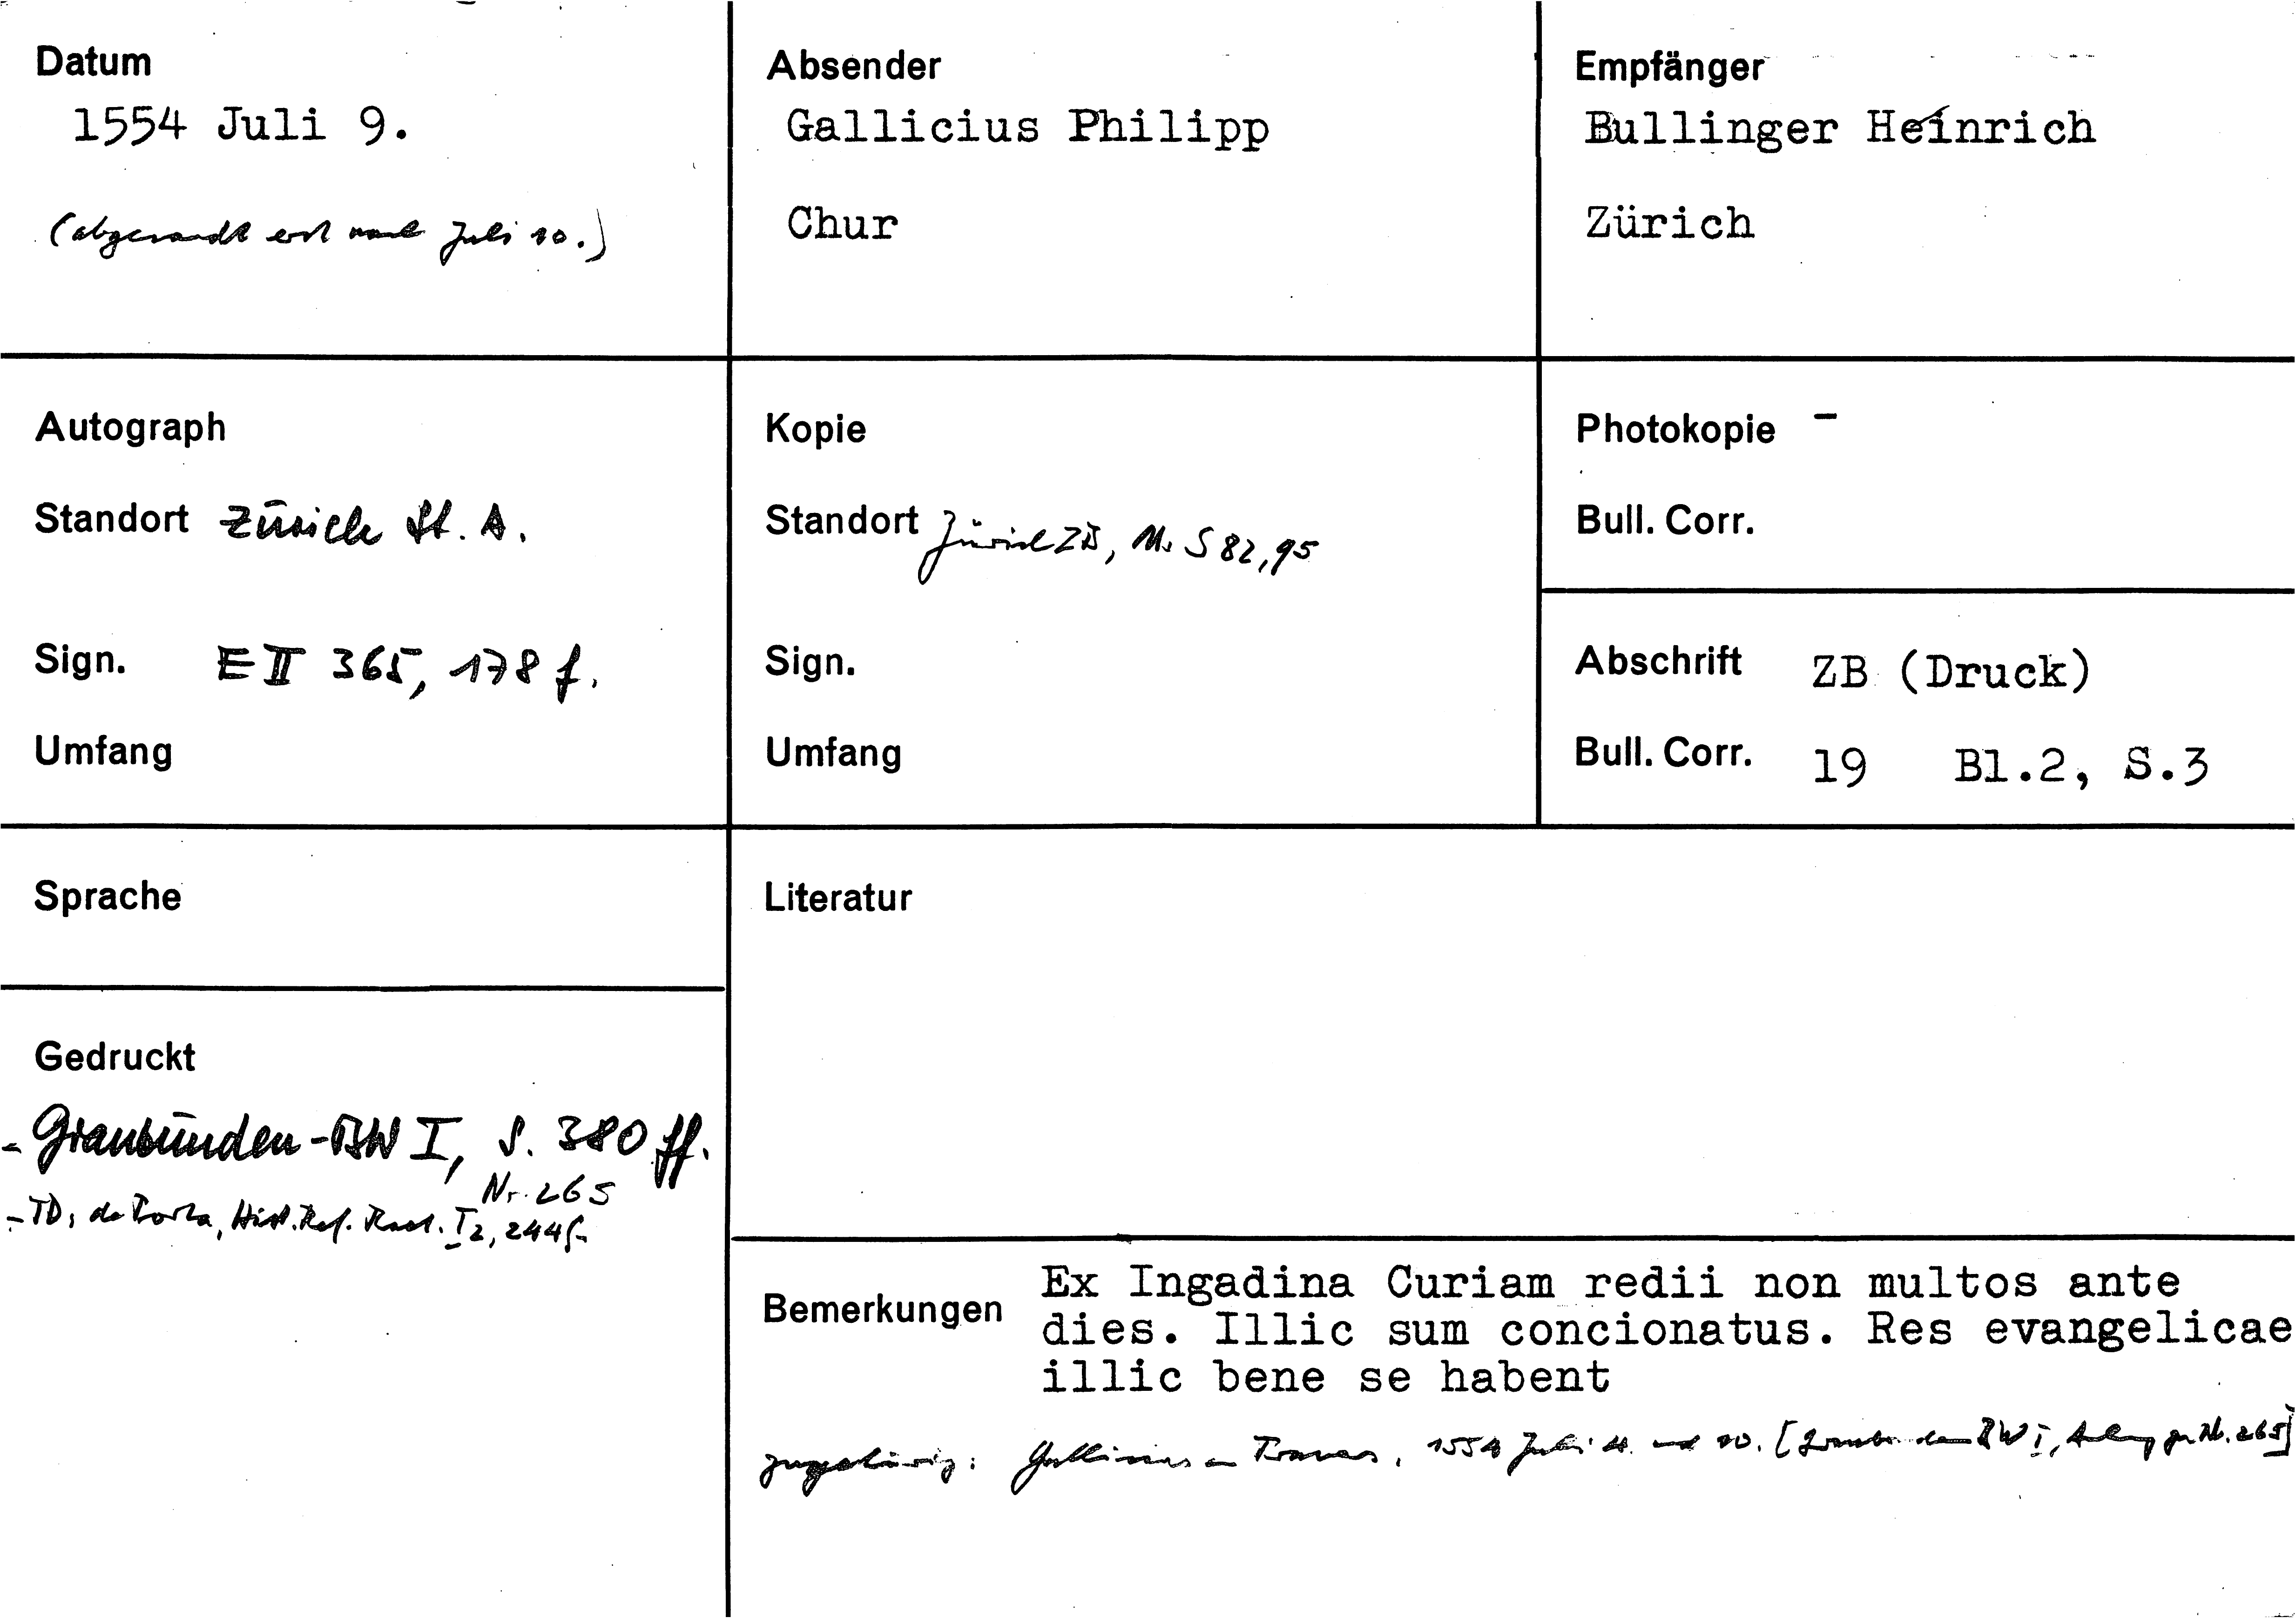 Datum
1554 Juli 9.
(abgesandt erst nach Juli 10.)
Absender
Gallicius Philipp
Chur
Empfänger
Bullinger Heinrich
Zürich
Autograph
Standort Zürich St. A.
Sign. E II 365, 178 f.
Umfang
Kopie
Standort Zürich ZB, Ms S 82, 95
Sign.
Umfang
Photokopie -
Bull. Corr.
Abschrift ZB (Druck)
Bull. Corr. 19 Bl.2, S.3
Sprache
Gedruckt
- Graubünden-BW I, S. 380 ff.
Nr. 265
- TD: de Porta, Hist. Ref. Raet. I 2, 244f.
Literatur
Bemerkungen
Ex Ingadina Curiam redii non multos ante
dies. Illic sum concionatus. Res evangelicae
illic bene se habent
zugehörig: Gallicius an Travers, 1554 Juli und 10. [Graubünden BW I, zu Nr. 265]